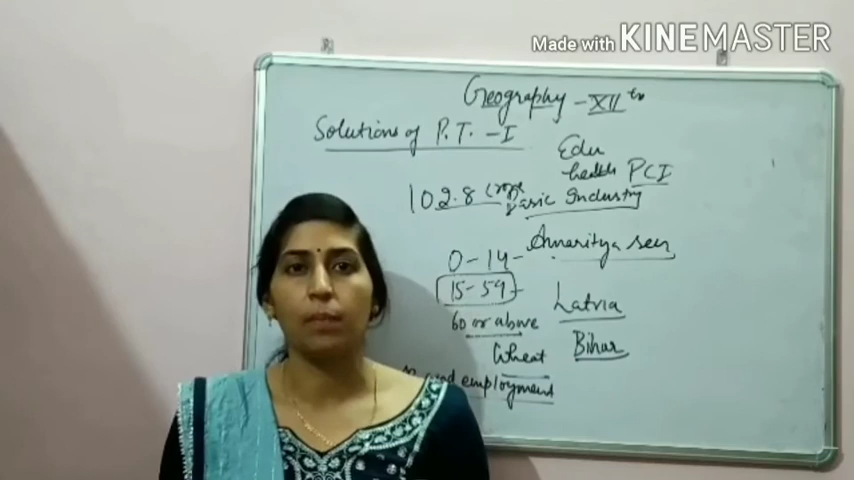 Made with KINEMASTER
Geography - XII th
Solutions of P.T. - I
Edu
health PCI
102.8 Crore
Basic Industry
Amaritya sen
0-14-
15-59-
Latvia
60 or above
Wheat
Bihar
employment